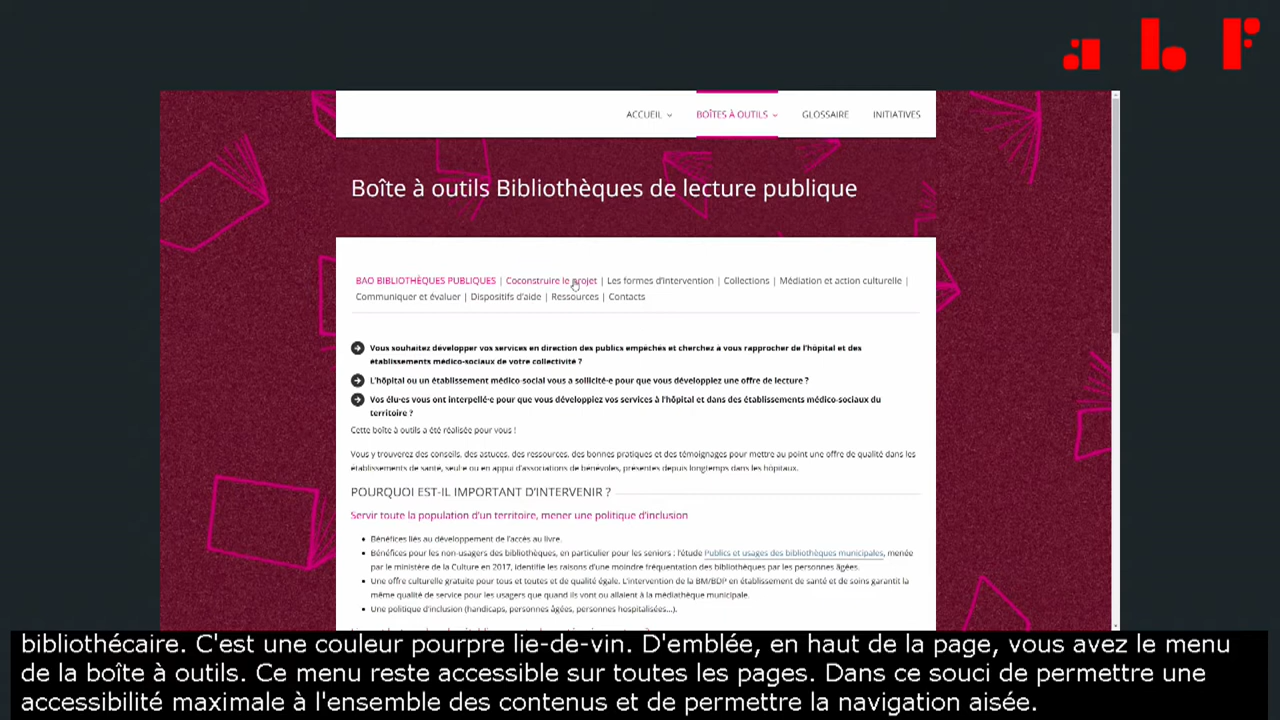 abf
ACCUEIL BOÎTES À OUTILS GLOSSAIRE INITIATIVES
Boîte à outils Bibliothèques de lecture publique
BAO BIBLIOTHÈQUES PUBLIQUES | Coconstruire le projet | Les formes d'intervention | Collections | Médiation et action culturelle |
Communiquer et évaluer | Dispositifs d'aide | Ressources | Contacts
Vous souhaitez développer vos services en direction des publics empêchés et cherchez à vous rapprocher de l'hôpital et des
établissements médico-sociaux de votre collectivité ?
L'hôpital ou un établissement médico-social vous a sollicité·e pour que vous développiez une offre de lecture ?
Vos élu·es vous ont interpellé·e pour que vous développiez vos services à l'hôpital et dans des établissements médico-sociaux du
territoire ?
Cette boîte à outils a été réalisée pour vous !
Vous y trouverez des conseils, des astuces, des ressources, des bonnes pratiques et des témoignages pour mettre au point une offre de qualité dans les
établissements de santé, seul·e ou en appui d'associations de bénévoles, présentes depuis longtemps dans les hôpitaux.
POURQUOI EST-IL IMPORTANT D'INTERVENIR ?
Servir toute la population d'un territoire, mener une politique d'inclusion
Bénéfices liés au développement de l'accès au livre.
Bénéfices pour les non-usagers des bibliothèques, en particulier pour les seniors : l'étude Publics et usages des bibliothèques municipales, menée
par le ministère de la Culture en 2017, identifie les raisons d'une moindre fréquentation des bibliothèques par les personnes âgées.
Une offre culturelle gratuite pour tous et toutes et de qualité égale. L'intervention de la BM/BDP en établissement de santé et de soins garantit la
même qualité de service pour les usagers que quand ils vont ou allaient à la médiathèque municipale.
Une politique d'inclusion (handicaps, personnes âgées, personnes hospitalisées...).
bibliothécaire. C'est une couleur pourpre lie-de-vin. D'emblée, en haut de la page, vous avez le menu
de la boîte à outils. Ce menu reste accessible sur toutes les pages. Dans ce souci de permettre une
accessibilité maximale à l'ensemble des contenus et de permettre la navigation aisée.